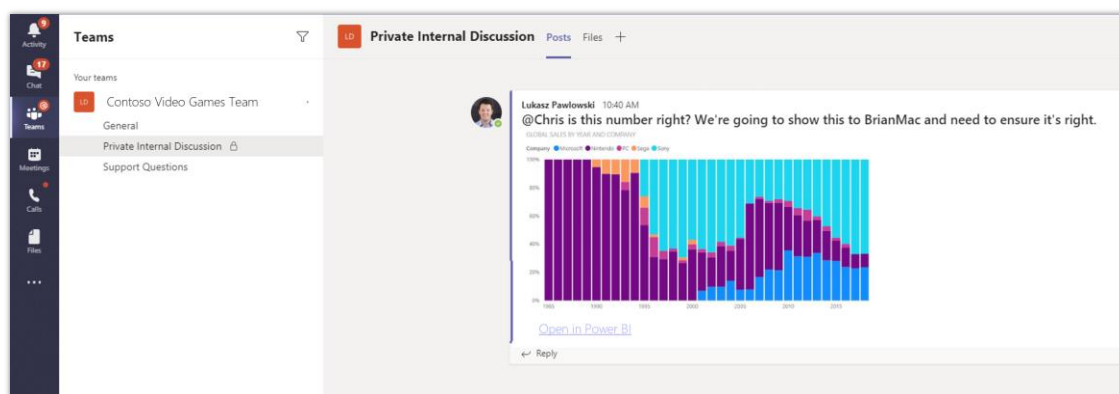 9
Activity
17
Chat
Teams
Meetings
Calls
Files
Teams
Your teams
LD Contoso Video Games Team
General
Private Internal Discussion
Support Questions
LD Private Internal Discussion Posts Files
Lukasz Pawlowski 10:40 AM
@Chris is this number right? We're going to show this to BrianMac and need to ensure it's right.
GLOBAL SALES BY YEAR AND COMPANY
Company Microsoft Nintendo PC Sega Sony
100%
80%
60%
40%
20%
0%
1985 1990 1995 2000 2005 2010 2015
Open in Power BI
Reply